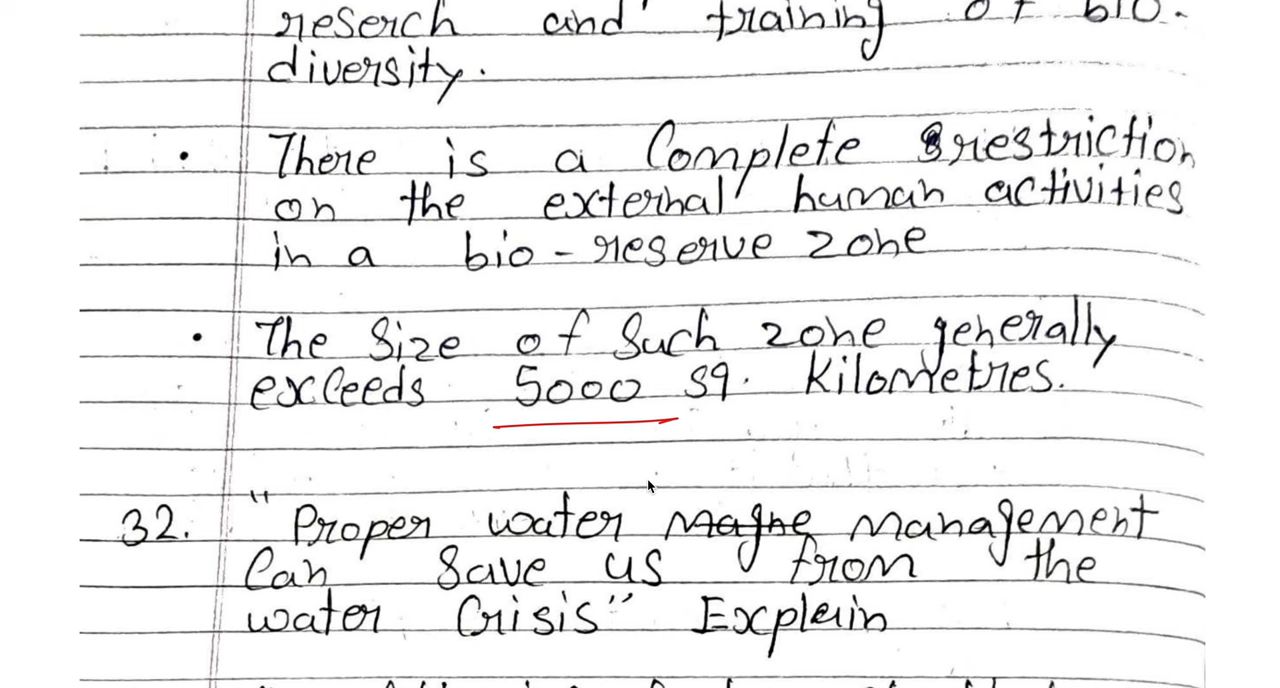 reserch and training of bio-
diversity.
• There is a Complete restriction
on the external human activities
in a bio-reserve zone
• The Size of Such zone generally
exceeds 5000 sq. Kilometres.
32. "Proper water magne management
Can Save us from the
water Crisis" Explain